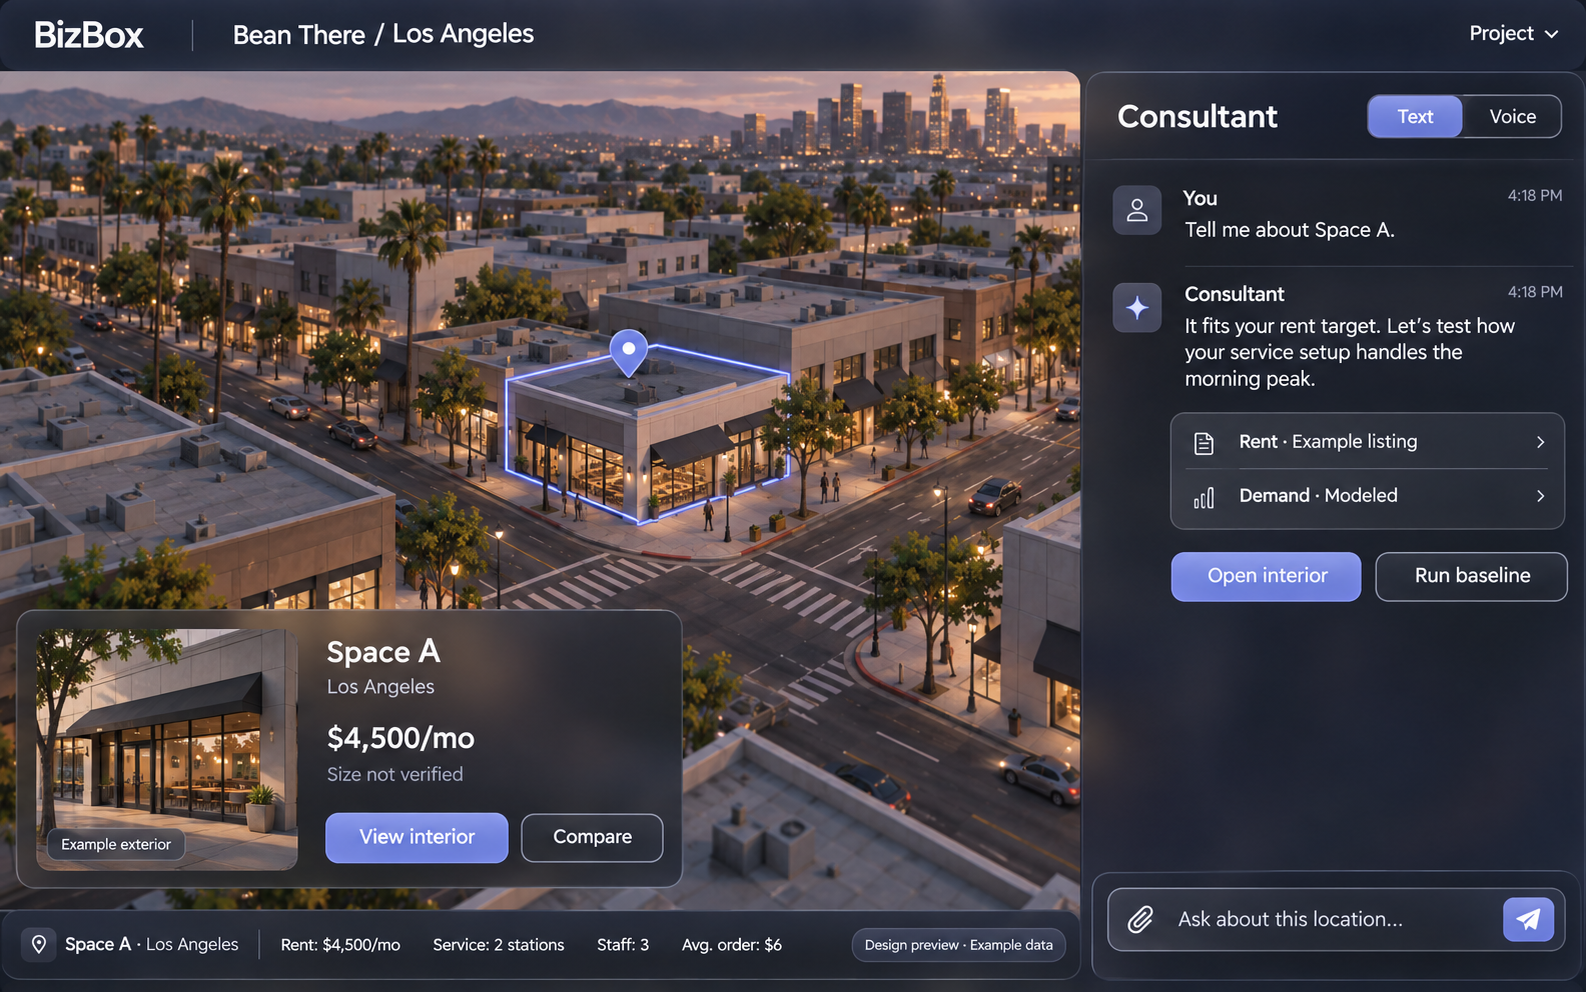 BizBox
Bean There / Los Angeles
Project
Consultant
Text
Voice
You
4:18 PM
Tell me about Space A.
Consultant
4:18 PM
It fits your rent target. Let’s test how
your service setup handles the
morning peak.
Rent · Example listing
Demand · Modeled
Open interior
Run baseline
Space A
Los Angeles
$4,500/mo
Size not verified
View interior
Compare
Example exterior
Space A · Los Angeles
Rent: $4,500/mo
Service: 2 stations
Staff: 3
Avg. order: $6
Design preview · Example data
Ask about this location...